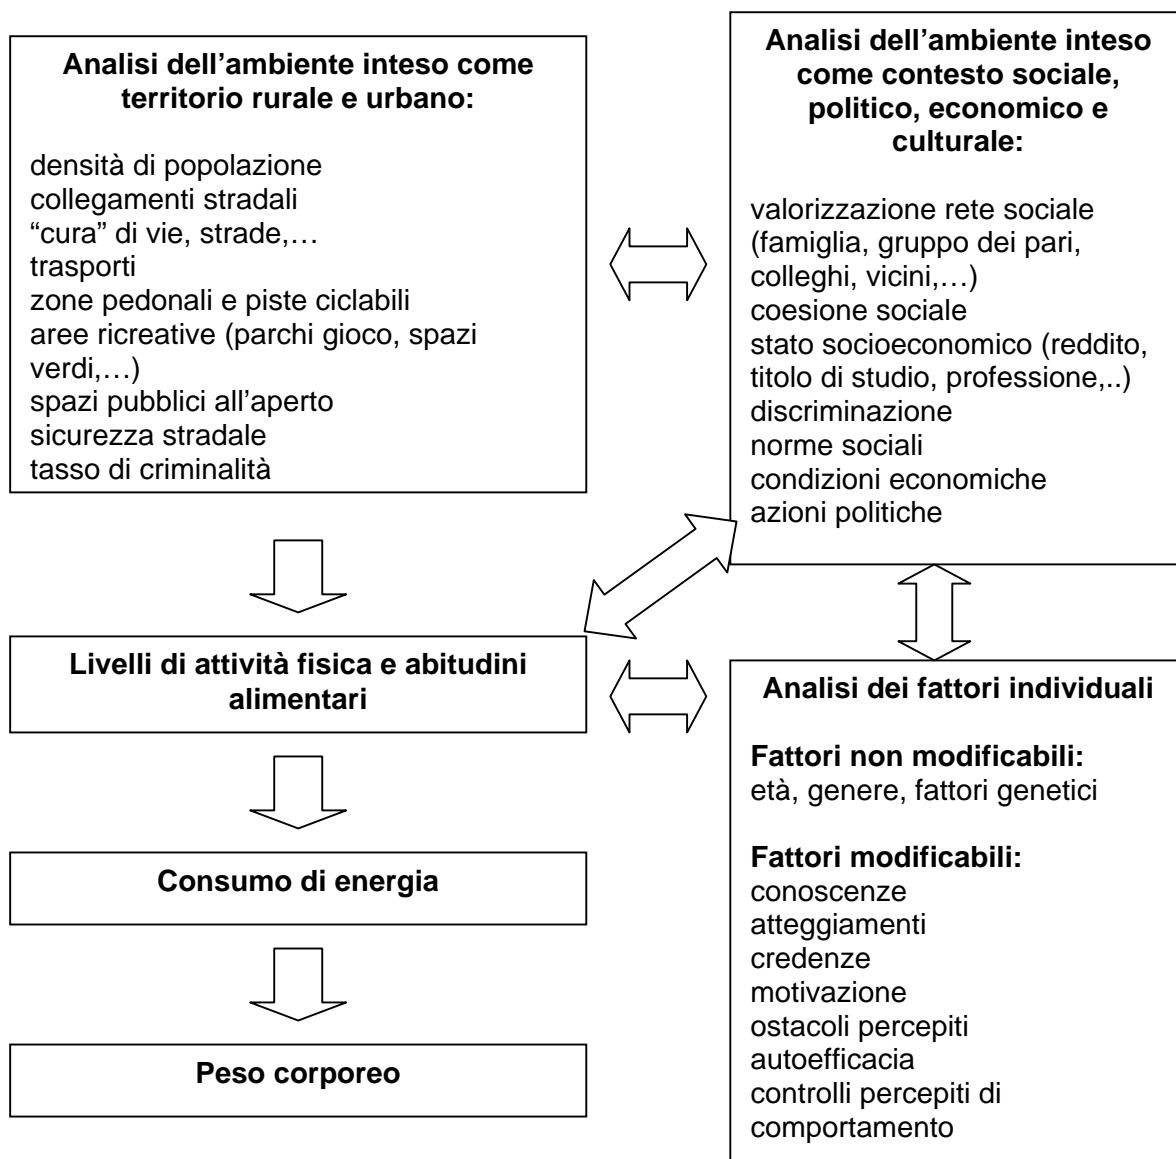 Analisi dell’ambiente inteso come
territorio rurale e urbano:
densità di popolazione
collegamenti stradali
“cura” di vie, strade,…
trasporti
zone pedonali e piste ciclabili
aree ricreative (parchi gioco, spazi
verdi,…)
spazi pubblici all’aperto
sicurezza stradale
tasso di criminalità
Analisi dell’ambiente inteso
come contesto sociale,
politico, economico e
culturale:
valorizzazione rete sociale
(famiglia, gruppo dei pari,
colleghi, vicini,…)
coesione sociale
stato socioeconomico (reddito,
titolo di studio, professione,..)
discriminazione
norme sociali
condizioni economiche
azioni politiche
Livelli di attività fisica e abitudini
alimentari
Consumo di energia
Peso corporeo
Analisi dei fattori individuali
Fattori non modificabili:
età, genere, fattori genetici
Fattori modificabili:
conoscenze
atteggiamenti
credenze
motivazione
ostacoli percepiti
autoefficacia
controlli percepiti di
comportamento